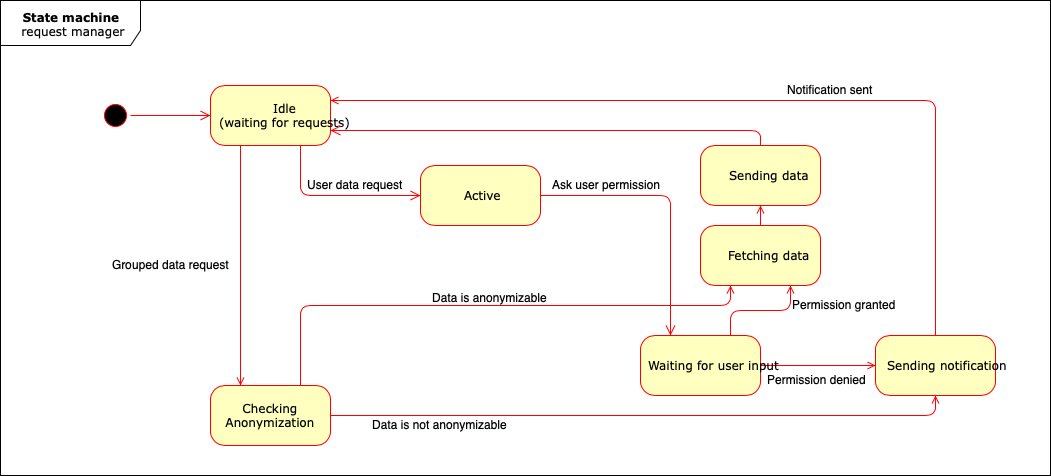 State machine
request manager
Notification sent
Idle
(waiting for requests)
Sending data
User data request
Active
Ask user permission
Fetching data
Grouped data request
Data is anonymizable
Permission granted
Waiting for user input
Sending notification
Permission denied
Checking
Anonymization
Data is not anonymizable